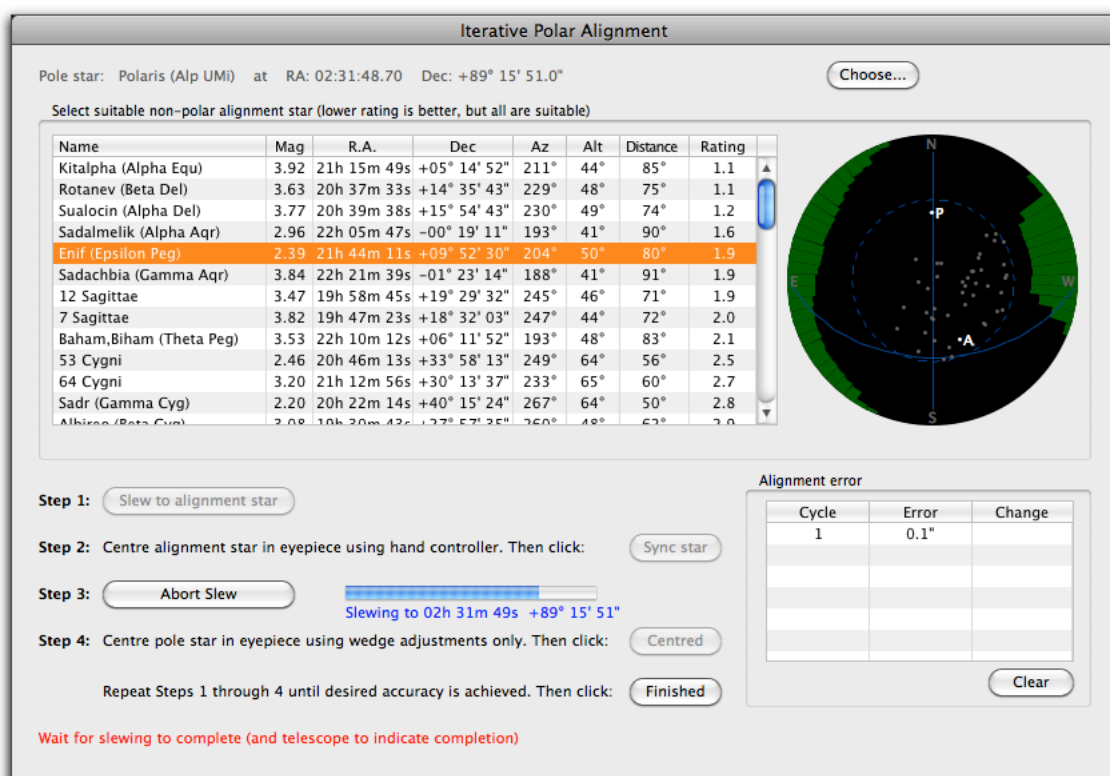 Iterative Polar Alignment
Pole star: Polaris (Alp UMi) at RA: 02:31:48.70 Dec: +89° 15' 51.0" Choose...
Select suitable non-polar alignment star (lower rating is better, but all are suitable)
Name Mag R.A. Dec Az Alt Distance Rating
Kitalpha (Alpha Equ) 3.92 21h 15m 49s +05° 14' 52" 211° 44° 85° 1.1
Rotanev (Beta Del) 3.63 20h 37m 33s +14° 35' 43" 229° 48° 75° 1.1
Sualocin (Alpha Del) 3.77 20h 39m 38s +15° 54' 43" 230° 49° 74° 1.2
Sadalmelik (Alpha Aqr) 2.96 22h 05m 47s -00° 19' 11" 193° 41° 90° 1.6
Enif (Epsilon Peg) 2.39 21h 44m 11s +09° 52' 30" 204° 50° 80° 1.9
Sadachbia (Gamma Aqr) 3.84 22h 21m 39s -01° 23' 14" 188° 41° 91° 1.9
12 Sagittae 3.47 19h 58m 45s +19° 29' 32" 245° 46° 71° 1.9
7 Sagittae 3.82 19h 47m 23s +18° 32' 03" 247° 44° 72° 2.0
Baham,Biham (Theta Peg) 3.53 22h 10m 12s +06° 11' 52" 193° 48° 83° 2.1
53 Cygni 2.46 20h 46m 13s +33° 58' 13" 249° 64° 56° 2.5
64 Cygni 3.20 21h 12m 56s +30° 13' 37" 233° 65° 60° 2.7
Sadr (Gamma Cyg) 2.20 20h 22m 14s +40° 15' 24" 267° 64° 50° 2.8
Albireo (Beta Cyg) 3.08 19h 30m 43s +27° 57' 35" 260° 48° 62° 2.9
N
P
E
W
A
S
Step 1: Slew to alignment star
Step 2: Centre alignment star in eyepiece using hand controller. Then click: Sync star
Step 3: Abort Slew
Slewing to 02h 31m 49s +89° 15' 51"
Step 4: Centre pole star in eyepiece using wedge adjustments only. Then click: Centred
Repeat Steps 1 through 4 until desired accuracy is achieved. Then click: Finished
Wait for slewing to complete (and telescope to indicate completion)
Alignment error
Cycle Error Change
1 0.1"
Clear